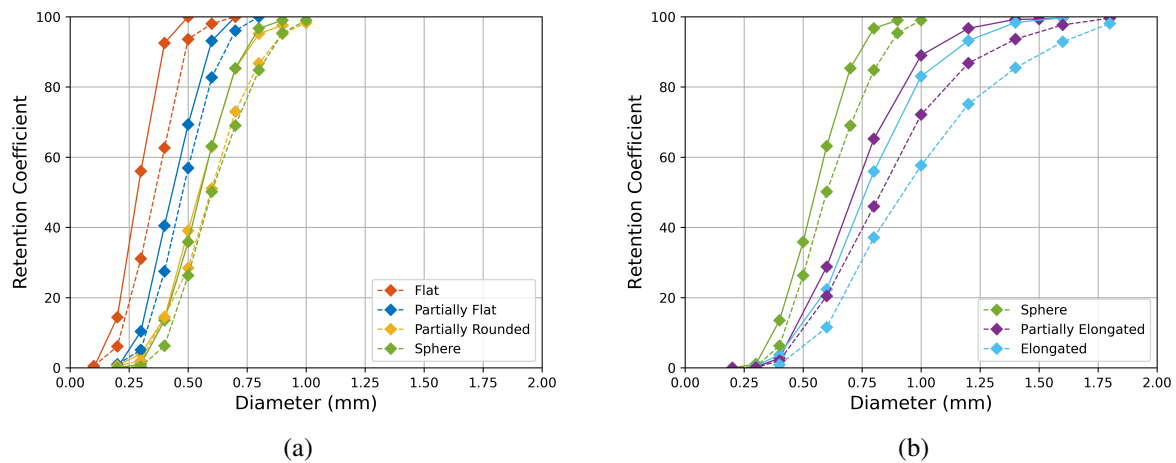 100
80
60
40
20
0
Retention Coefficient
Flat
Partially Flat
Partially Rounded
Sphere
0.00 0.25 0.50 0.75 1.00 1.25 1.50 1.75 2.00
Diameter (mm)
(a)
100
80
60
40
20
0
Retention Coefficient
Sphere
Partially Elongated
Elongated
0.00 0.25 0.50 0.75 1.00 1.25 1.50 1.75 2.00
Diameter (mm)
(b)